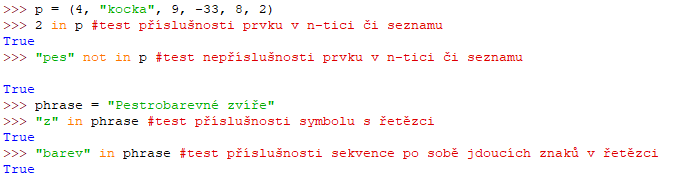 >>> p = (4, "kocka", 9, -33, 8, 2)
>>> 2 in p #test příslušnosti prvku v n-tici či seznamu
True
>>> "pes" not in p #test nepříslušnosti prvku v n-tici či seznamu
True
>>> phrase = "Pestrobarevné zvíře"
>>> "z" in phrase #test příslušnosti symbolu s řetězci
True
>>> "barev" in phrase #test příslušnosti sekvence po sobě jdoucích znaků v řetězci
True